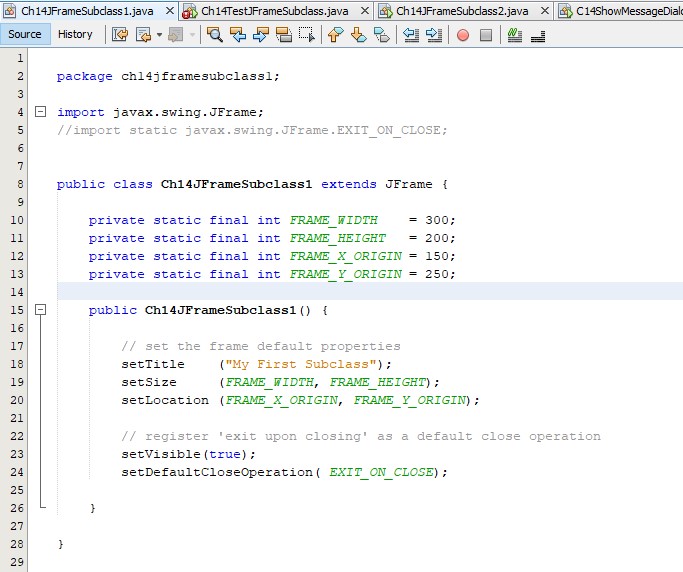 Ch14JFrameSubclass1.java Ch14TestJFrameSubclass.java Ch14JFrameSubclass2.java C14ShowMessageDialo
Source History
1
2 package ch14jframesubclass1;
3
4 import javax.swing.JFrame;
5 //import static javax.swing.JFrame.EXIT_ON_CLOSE;
6
7
8 public class Ch14JFrameSubclass1 extends JFrame {
9
10 private static final int FRAME_WIDTH    = 300;
11 private static final int FRAME_HEIGHT   = 200;
12 private static final int FRAME_X_ORIGIN = 150;
13 private static final int FRAME_Y_ORIGIN = 250;
14
15 public Ch14JFrameSubclass1() {
16
17 // set the frame default properties
18 setTitle    ("My First Subclass");
19 setSize     (FRAME_WIDTH, FRAME_HEIGHT);
20 setLocation (FRAME_X_ORIGIN, FRAME_Y_ORIGIN);
21
22 // register 'exit upon closing' as a default close operation
23 setVisible(true);
24 setDefaultCloseOperation( EXIT_ON_CLOSE);
25
26 }
27
28 }
29